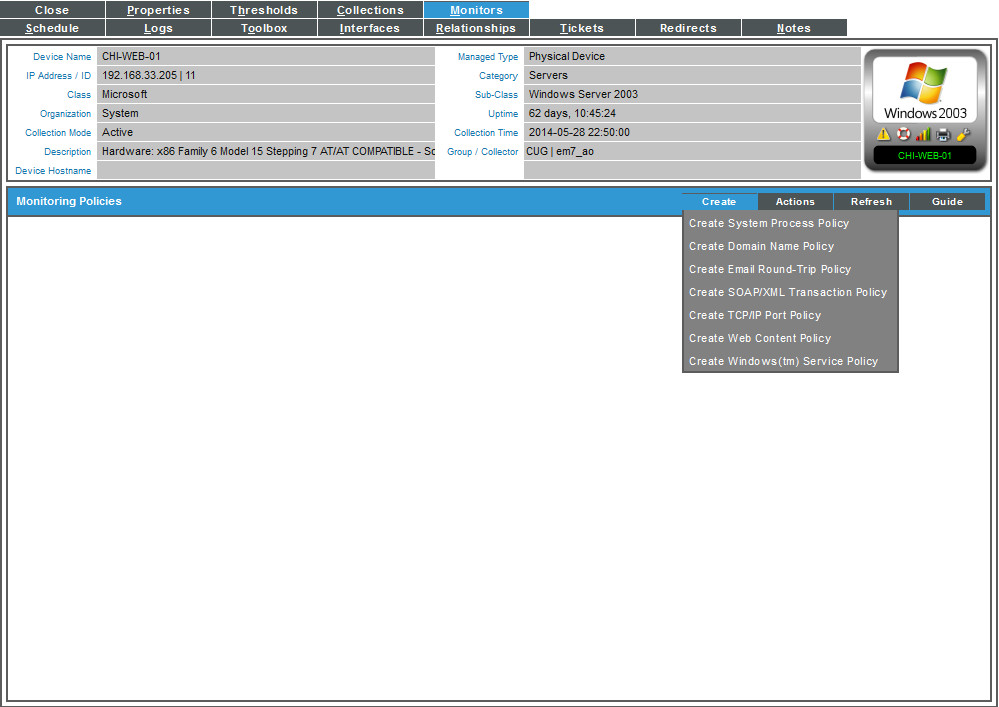 Close Properties Thresholds Collections Monitors
Schedule Logs Toolbox Interfaces Relationships Tickets Redirects Notes
Device Name CHI-WEB-01 Managed Type Physical Device
IP Address / ID 192.168.33.205 | 11 Category Servers
Class Microsoft Sub-Class Windows Server 2003
Organization System Uptime 62 days, 10:45:24
Collection Mode Active Collection Time 2014-05-28 22:50:00
Description Hardware: x86 Family 6 Model 15 Stepping 7 AT/AT COMPATIBLE - So Group / Collector CUG | em7_ao
Device Hostname
Windows 2003
CHI-WEB-01
Monitoring Policies Create Actions Refresh Guide
Create System Process Policy
Create Domain Name Policy
Create Email Round-Trip Policy
Create SOAP/XML Transaction Policy
Create TCP/IP Port Policy
Create Web Content Policy
Create Windows(tm) Service Policy